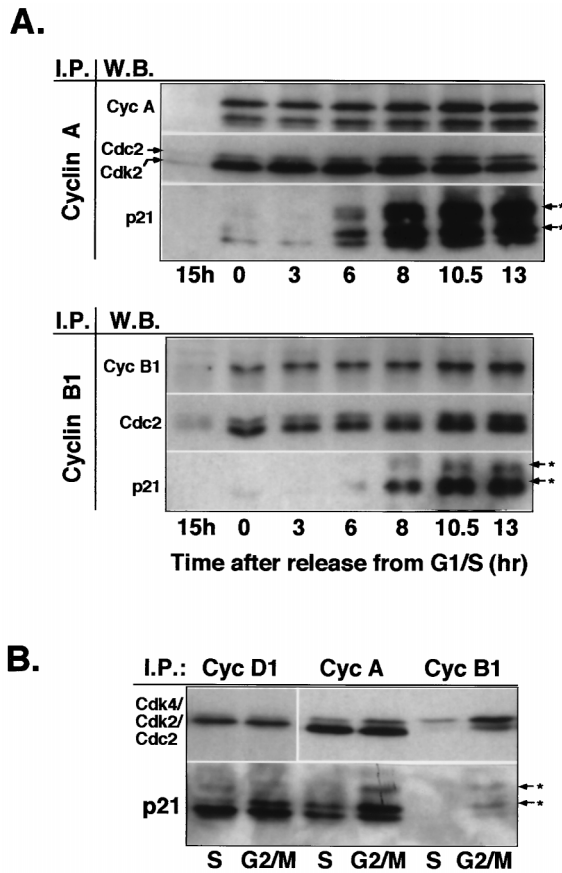 A.
I.P. W.B.
Cyclin A
Cyc A
Cdc2
Cdk2
p21
*
*
15h 0 3 6 8 10.5 13
I.P. W.B.
Cyclin B1
Cyc B1
Cdc2
p21
*
*
15h 0 3 6 8 10.5 13
Time after release from G1/S (hr)
B.
I.P.: Cyc D1 Cyc A Cyc B1
Cdk4/
Cdk2/
Cdc2
p21
*
*
S G2/M S G2/M S G2/M